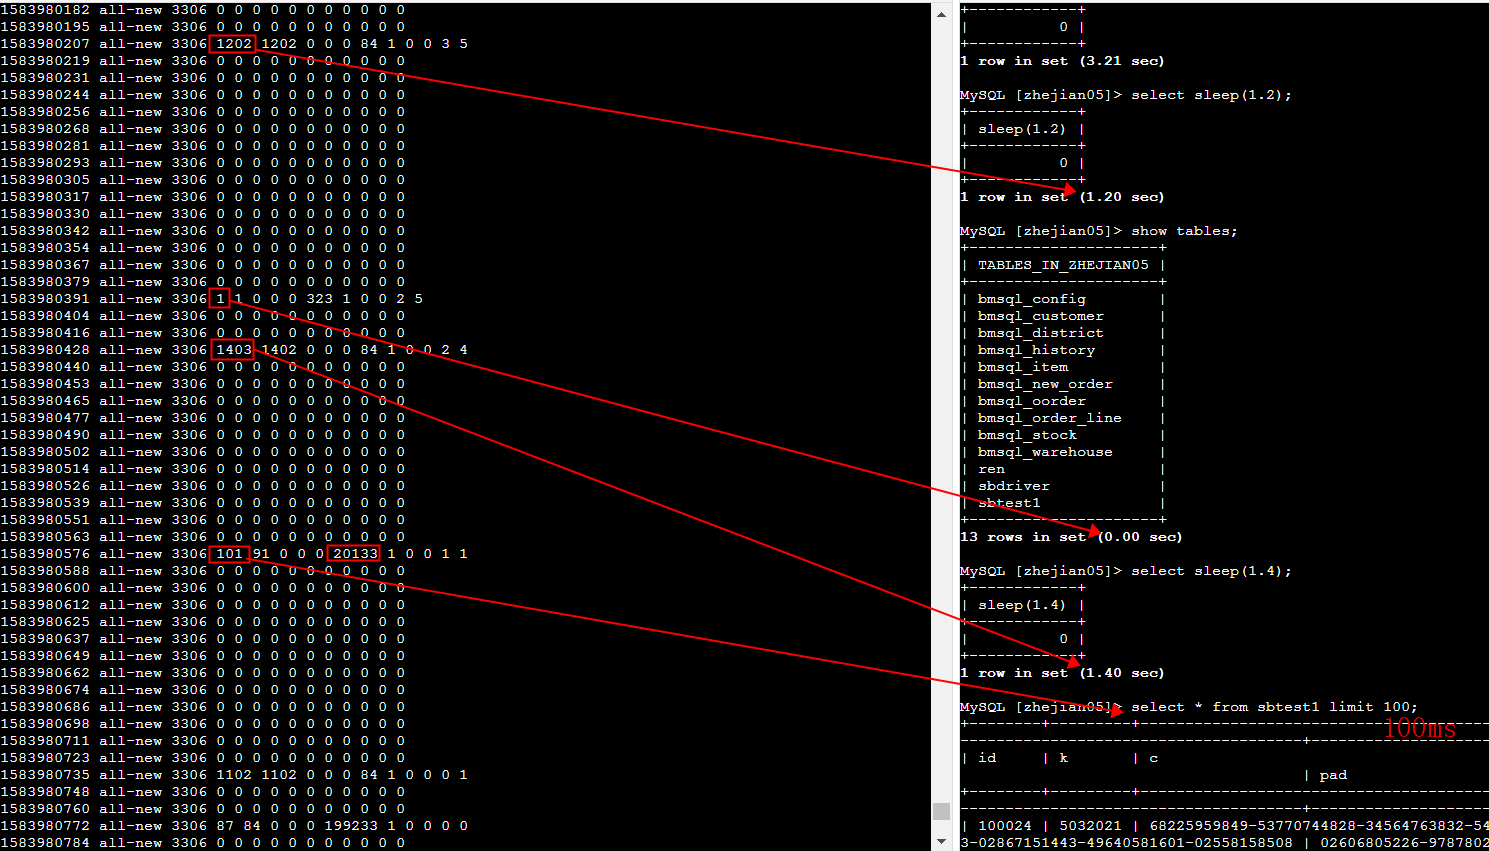 1583980182 all-new 3306 0 0 0 0 0 0 0 0 0 0 0
1583980195 all-new 3306 0 0 0 0 0 0 0 0 0 0 0
1583980207 all-new 3306 1202 1202 0 0 0 84 1 0 0 3 5
1583980219 all-new 3306 0 0 0 0 0 0 0 0 0 0 0
1583980231 all-new 3306 0 0 0 0 0 0 0 0 0 0 0
1583980244 all-new 3306 0 0 0 0 0 0 0 0 0 0 0
1583980256 all-new 3306 0 0 0 0 0 0 0 0 0 0 0
1583980268 all-new 3306 0 0 0 0 0 0 0 0 0 0 0
1583980281 all-new 3306 0 0 0 0 0 0 0 0 0 0 0
1583980293 all-new 3306 0 0 0 0 0 0 0 0 0 0 0
1583980305 all-new 3306 0 0 0 0 0 0 0 0 0 0 0
1583980317 all-new 3306 0 0 0 0 0 0 0 0 0 0 0
1583980330 all-new 3306 0 0 0 0 0 0 0 0 0 0 0
1583980342 all-new 3306 0 0 0 0 0 0 0 0 0 0 0
1583980354 all-new 3306 0 0 0 0 0 0 0 0 0 0 0
1583980367 all-new 3306 0 0 0 0 0 0 0 0 0 0 0
1583980379 all-new 3306 0 0 0 0 0 0 0 0 0 0 0
1583980391 all-new 3306 1 1 0 0 0 323 1 0 0 2 5
1583980404 all-new 3306 0 0 0 0 0 0 0 0 0 0 0
1583980416 all-new 3306 0 0 0 0 0 0 0 0 0 0 0
1583980428 all-new 3306 1403 1402 0 0 0 84 1 0 0 2 4
1583980440 all-new 3306 0 0 0 0 0 0 0 0 0 0 0
1583980453 all-new 3306 0 0 0 0 0 0 0 0 0 0 0
1583980465 all-new 3306 0 0 0 0 0 0 0 0 0 0 0
1583980477 all-new 3306 0 0 0 0 0 0 0 0 0 0 0
1583980490 all-new 3306 0 0 0 0 0 0 0 0 0 0 0
1583980502 all-new 3306 0 0 0 0 0 0 0 0 0 0 0
1583980514 all-new 3306 0 0 0 0 0 0 0 0 0 0 0
1583980526 all-new 3306 0 0 0 0 0 0 0 0 0 0 0
1583980539 all-new 3306 0 0 0 0 0 0 0 0 0 0 0
1583980551 all-new 3306 0 0 0 0 0 0 0 0 0 0 0
1583980563 all-new 3306 0 0 0 0 0 0 0 0 0 0 0
1583980576 all-new 3306 101 91 0 0 0 20133 1 0 0 1 1
1583980588 all-new 3306 0 0 0 0 0 0 0 0 0 0 0
1583980600 all-new 3306 0 0 0 0 0 0 0 0 0 0 0
1583980612 all-new 3306 0 0 0 0 0 0 0 0 0 0 0
1583980625 all-new 3306 0 0 0 0 0 0 0 0 0 0 0
1583980637 all-new 3306 0 0 0 0 0 0 0 0 0 0 0
1583980649 all-new 3306 0 0 0 0 0 0 0 0 0 0 0
1583980662 all-new 3306 0 0 0 0 0 0 0 0 0 0 0
1583980674 all-new 3306 0 0 0 0 0 0 0 0 0 0 0
1583980686 all-new 3306 0 0 0 0 0 0 0 0 0 0 0
1583980698 all-new 3306 0 0 0 0 0 0 0 0 0 0 0
1583980711 all-new 3306 0 0 0 0 0 0 0 0 0 0 0
1583980723 all-new 3306 0 0 0 0 0 0 0 0 0 0 0
1583980735 all-new 3306 1102 1102 0 0 0 84 1 0 0 0 1
1583980748 all-new 3306 0 0 0 0 0 0 0 0 0 0 0
1583980760 all-new 3306 0 0 0 0 0 0 0 0 0 0 0
1583980772 all-new 3306 87 84 0 0 0 199233 1 0 0 0 0
1583980784 all-new 3306 0 0 0 0 0 0 0 0 0 0 0
+------------+
| 0 |
+------------+
1 row in set (3.21 sec)
MySQL [zhejian05]> select sleep(1.2);
+------------+
| sleep(1.2) |
+------------+
| 0 |
+------------+
1 row in set (1.20 sec)
MySQL [zhejian05]> show tables;
+---------------------+
| TABLES_IN_ZHEJIAN05 |
+---------------------+
| bmsql_config |
| bmsql_customer |
| bmsql_district |
| bmsql_history |
| bmsql_item |
| bmsql_new_order |
| bmsql_oorder |
| bmsql_order_line |
| bmsql_stock |
| bmsql_warehouse |
| ren |
| sbdriver |
| sbtest1 |
+---------------------+
13 rows in set (0.00 sec)
MySQL [zhejian05]> select sleep(1.4);
+------------+
| sleep(1.4) |
+------------+
| 0 |
+------------+
1 row in set (1.40 sec)
MySQL [zhejian05]> select * from sbtest1 limit 100;
100ms
| id | k | c
| pad
| 100024 | 5032021 | 68225959849-53770744828-34564763832-54
3-02867151443-49640581601-02558158508 | 02606805226-9787802